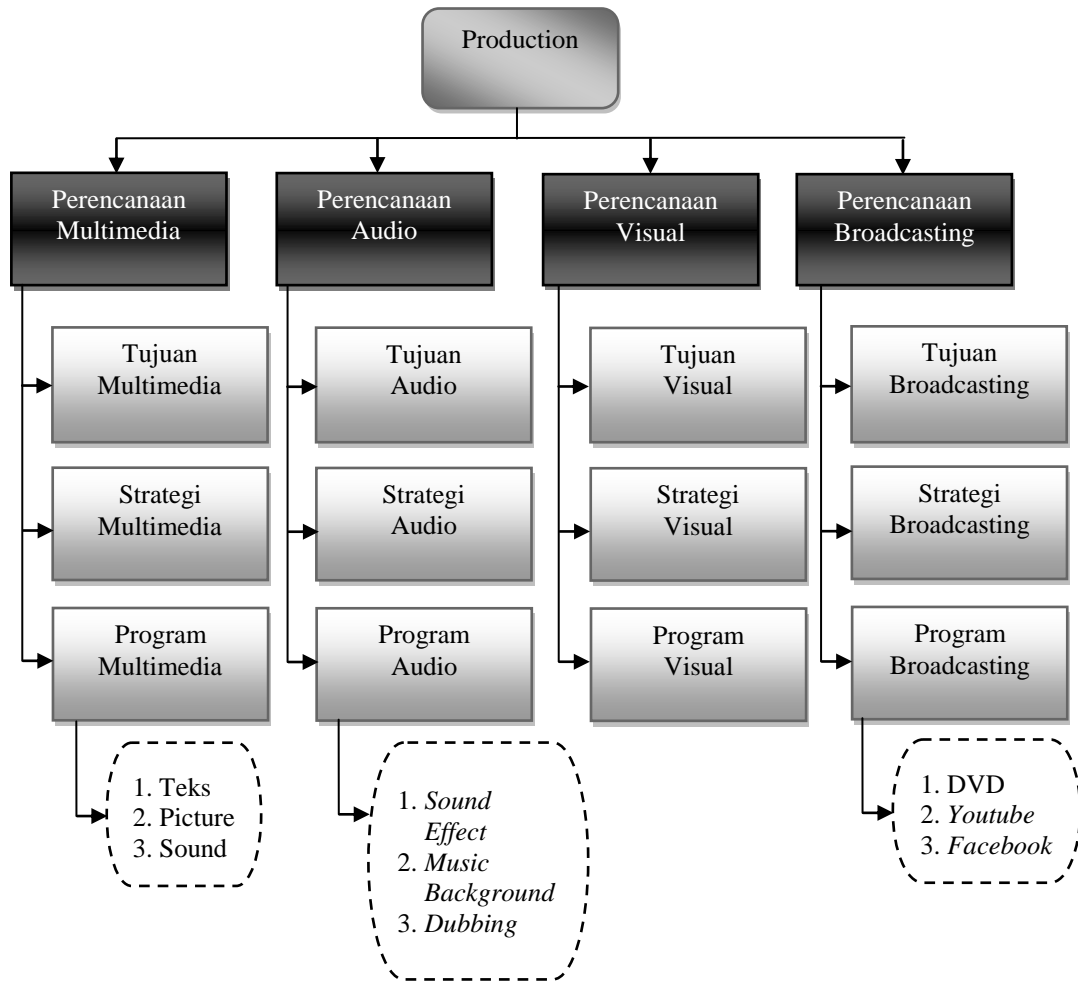 Production
Perencanaan
Multimedia
Perencanaan
Audio
Perencanaan
Visual
Perencanaan
Broadcasting
Tujuan
Multimedia
Tujuan
Audio
Tujuan
Visual
Tujuan
Broadcasting
Strategi
Multimedia
Strategi
Audio
Strategi
Visual
Strategi
Broadcasting
Program
Multimedia
Program
Audio
Program
Visual
Program
Broadcasting
1. Teks
2. Picture
3. Sound
1. Sound
Effect
2. Music
Background
3. Dubbing
1. DVD
2. Youtube
3. Facebook